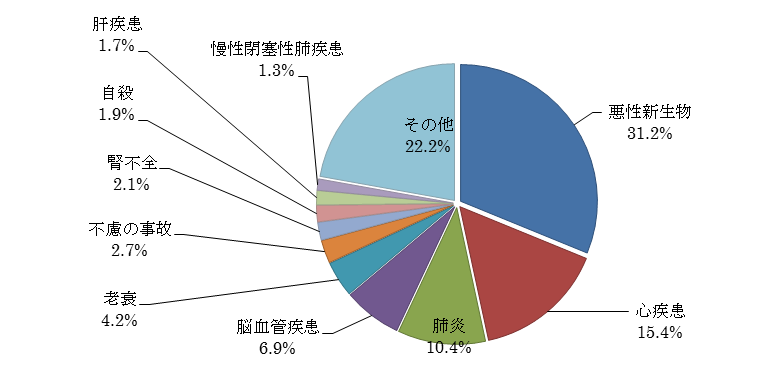 悪性新生物
31.2%
心疾患
15.4%
肺炎
10.4%
脳血管疾患
6.9%
老衰
4.2%
不慮の事故
2.7%
腎不全
2.1%
自殺
1.9%
肝疾患
1.7%
慢性閉塞性肺疾患
1.3%
その他
22.2%